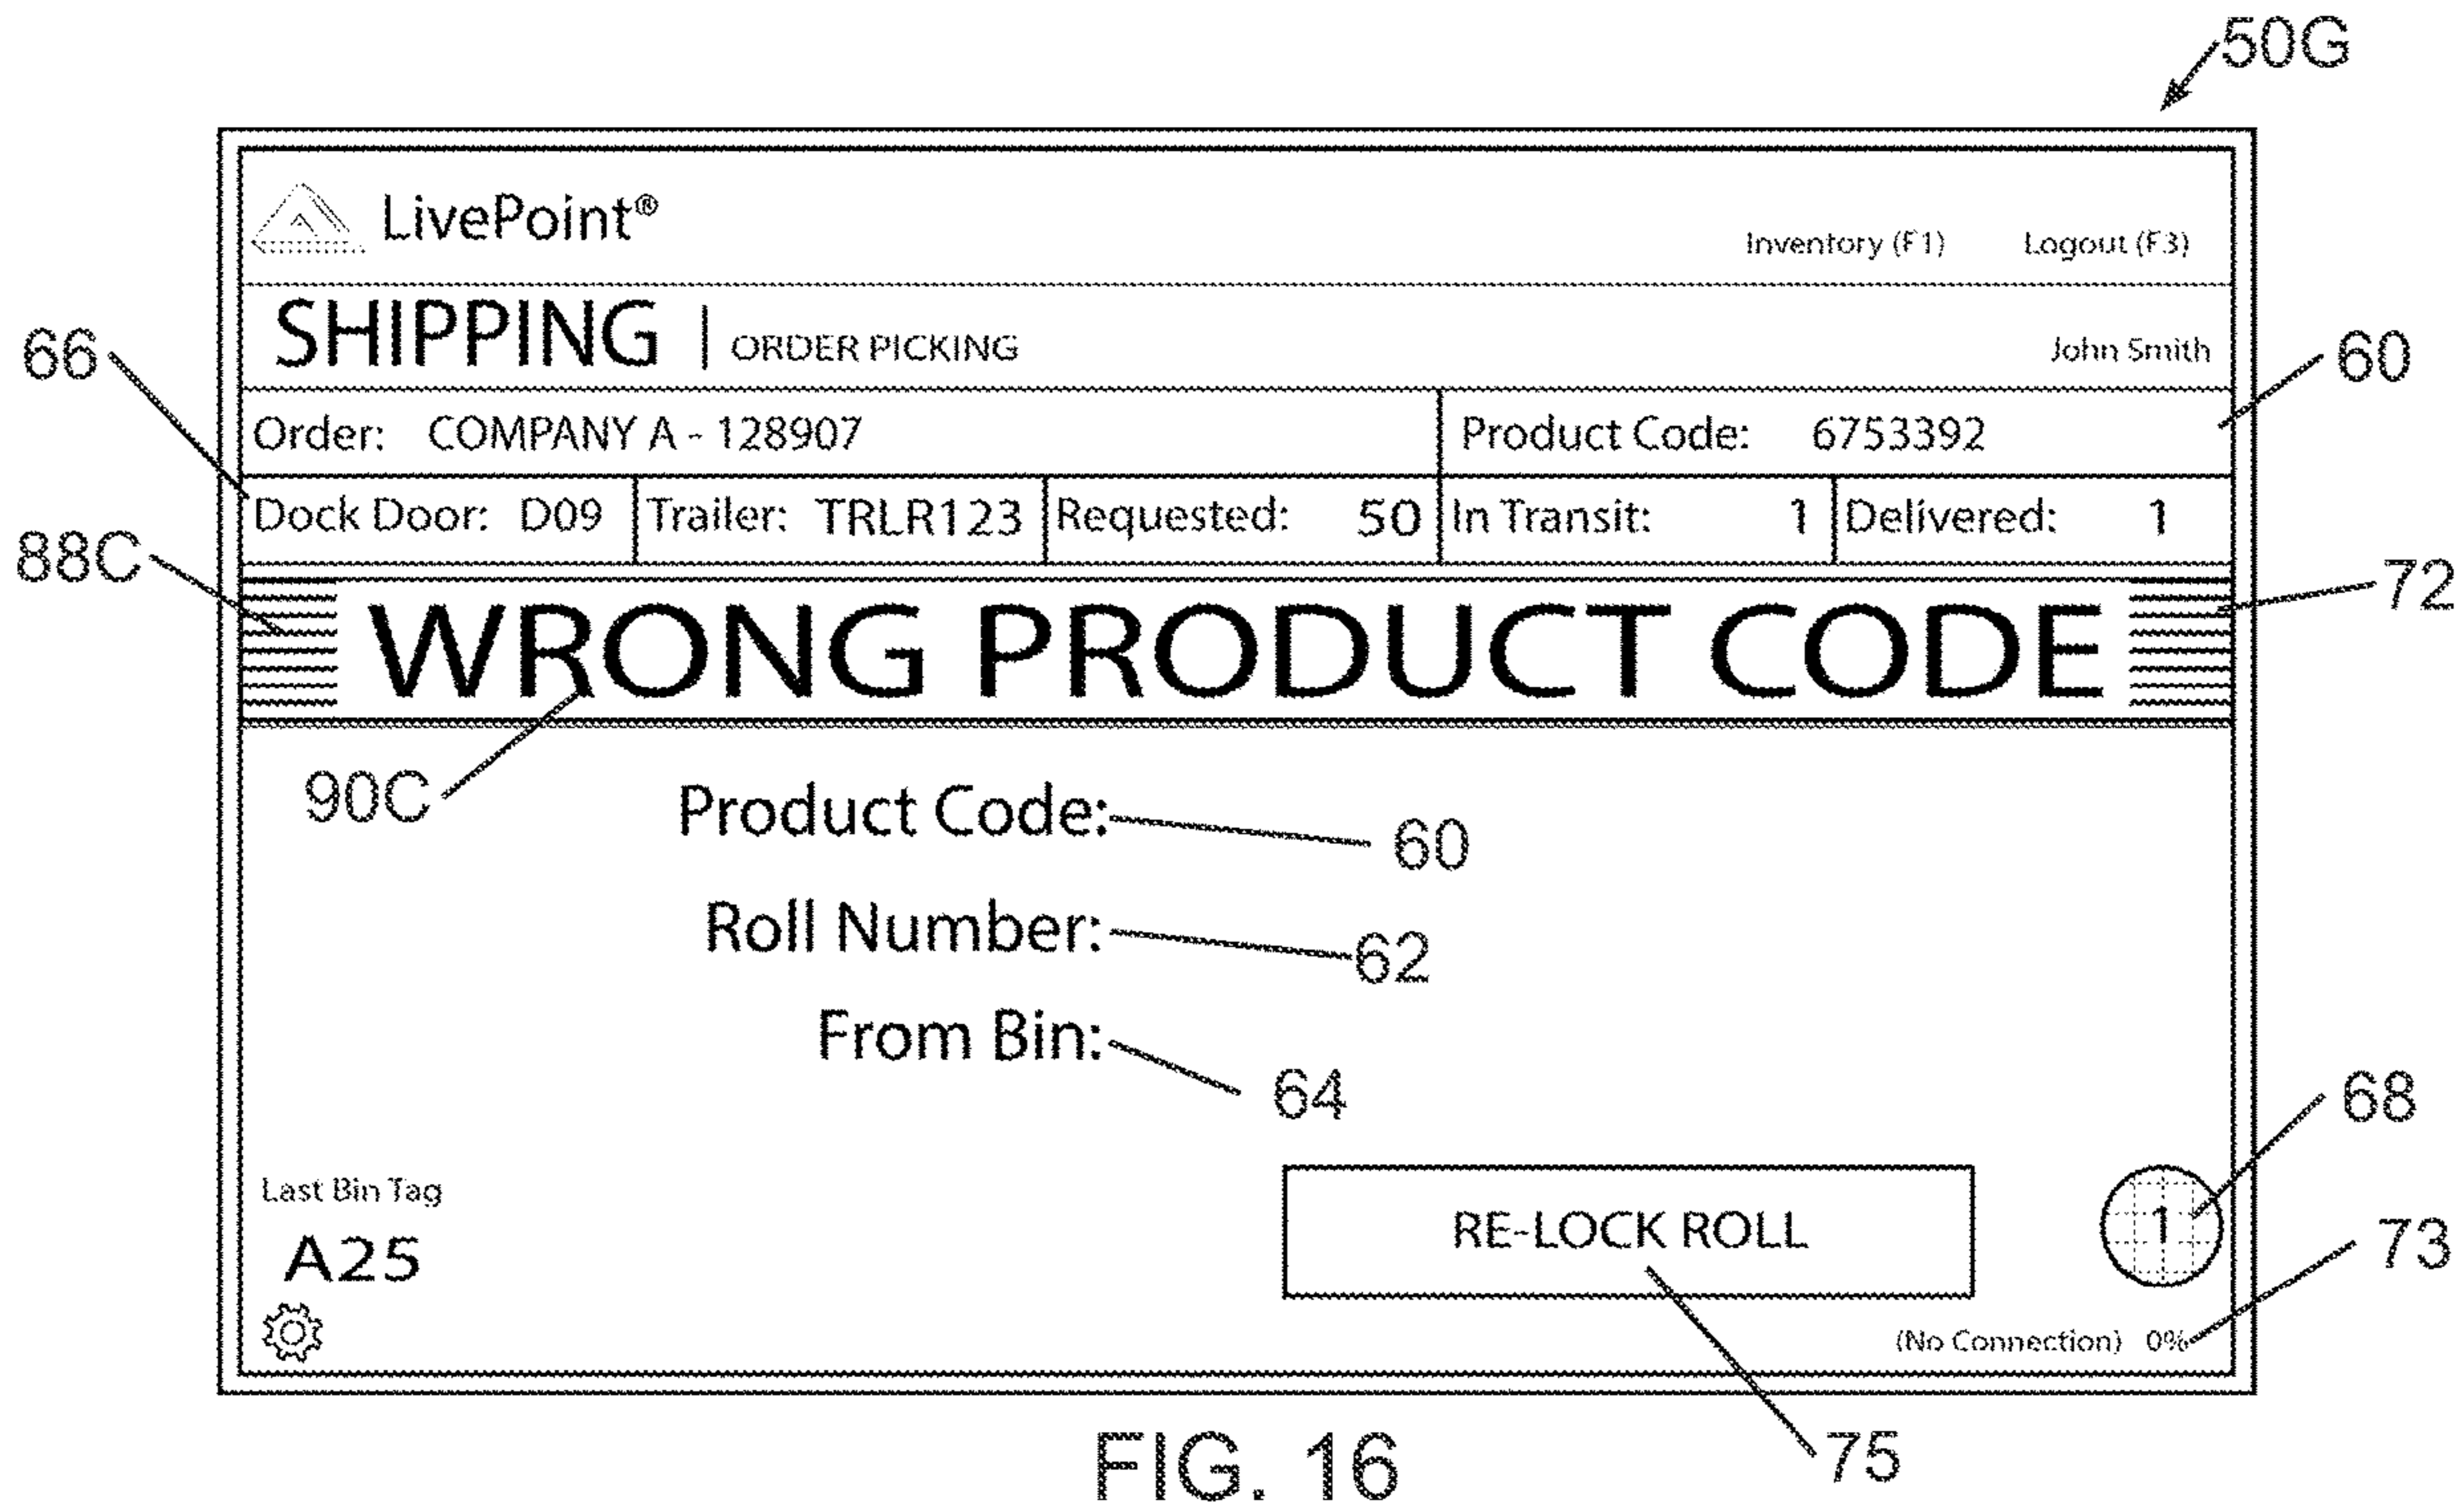 50G
LivePoint®
Inventory (F1) Logout (F3)
SHIPPING | ORDER PICKING John Smith
66 60
Order: COMPANY A - 128907 Product Code: 6753392
Dock Door: D09 Trailer: TRLR123 Requested: 50 In Transit: 1 Delivered: 1
88C 72
WRONG PRODUCT CODE
90C
Product Code: 60
Roll Number: 62
From Bin: 64
68
Last Bin Tag
A25
RE-LOCK ROLL 1
73
(No Connection) 0%
75
FIG. 16